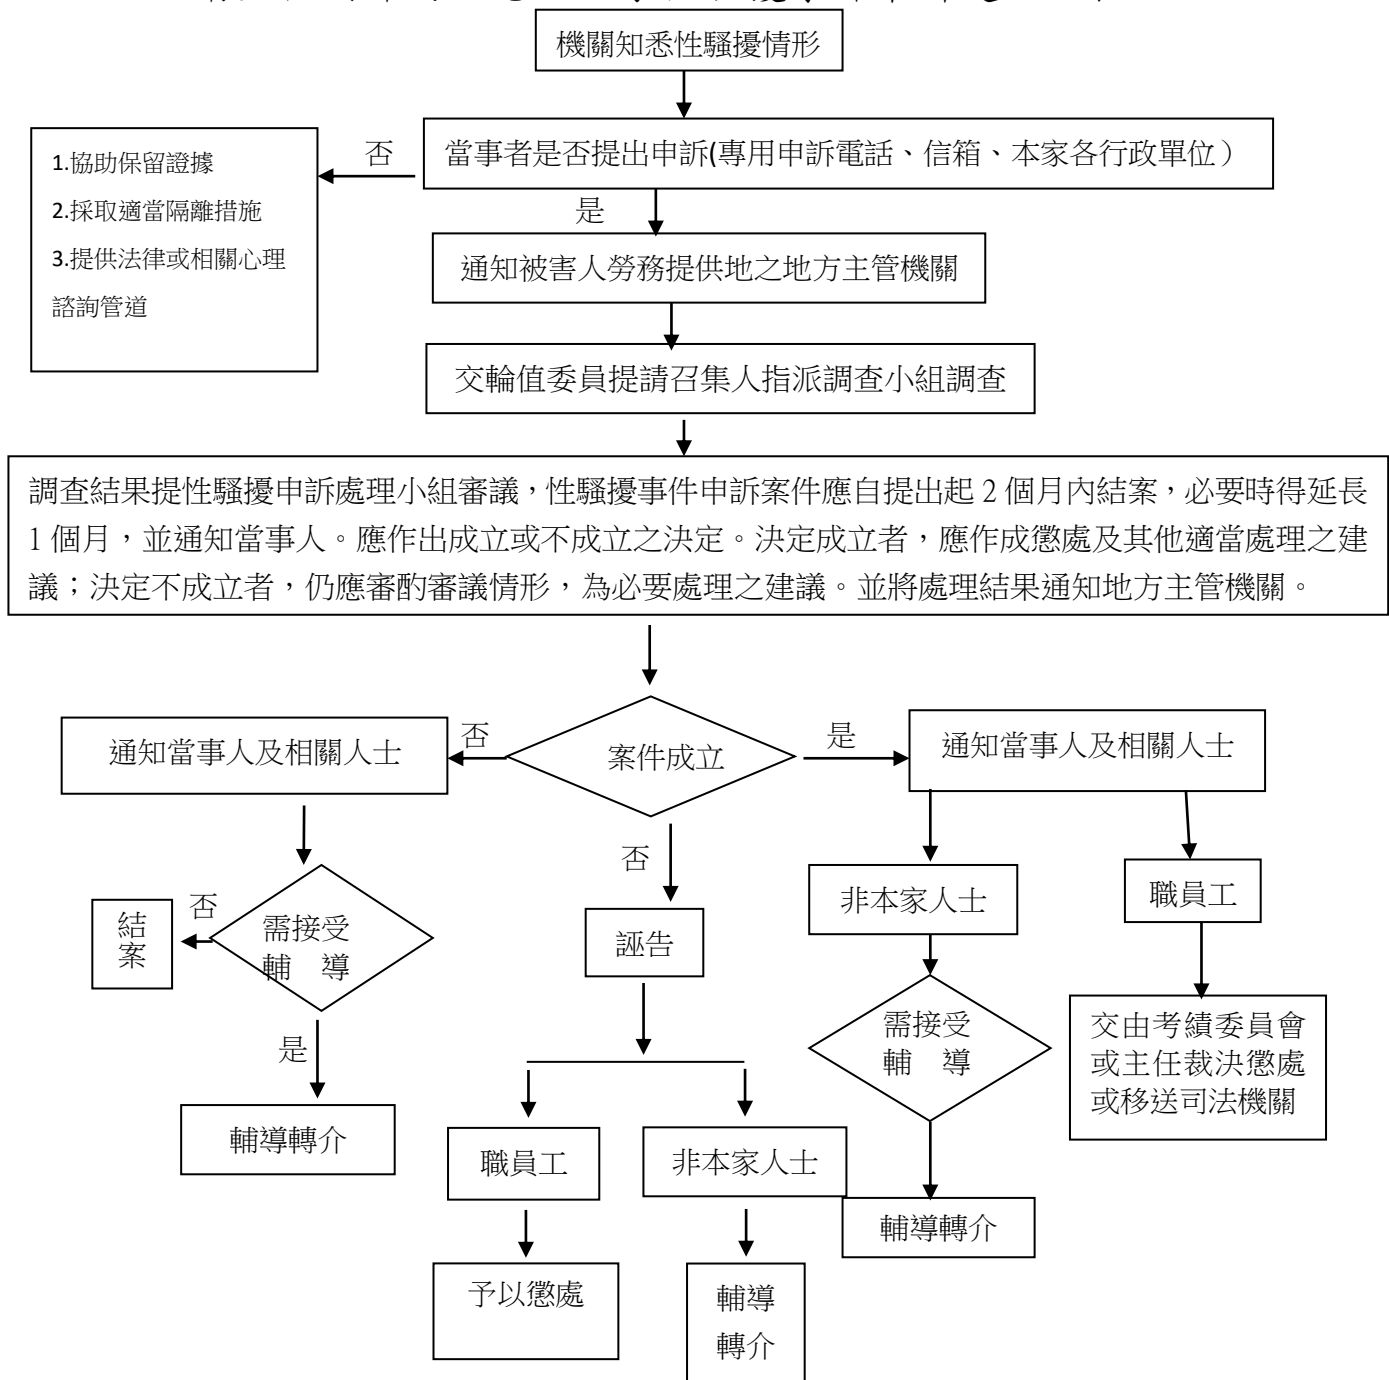 機關知悉性騷擾情形
當事者是否提出申訴(專用申訴電話、信箱、本家各行政單位）
否
1.協助保留證據
2.採取適當隔離措施
3.提供法律或相關心理
諮詢管道
是
通知被害人勞務提供地之地方主管機關
交輪值委員提請召集人指派調查小組調查
調查結果提性騷擾申訴處理小組審議，性騷擾事件申訴案件應自提出起 2 個月內結案，必要時得延長
1 個月，並通知當事人。應作出成立或不成立之決定。決定成立者，應作成懲處及其他適當處理之建
議；決定不成立者，仍應審酌審議情形，為必要處理之建議。並將處理結果通知地方主管機關。
通知當事人及相關人士
否
案件成立
是
通知當事人及相關人士
否
結
案
否
需接受
輔　導
誣告
非本家人士
職員工
是
輔導轉介
需接受
輔　導
交由考績委員會
或主任裁決懲處
或移送司法機關
職員工
非本家人士
輔導轉介
予以懲處
輔導
轉介